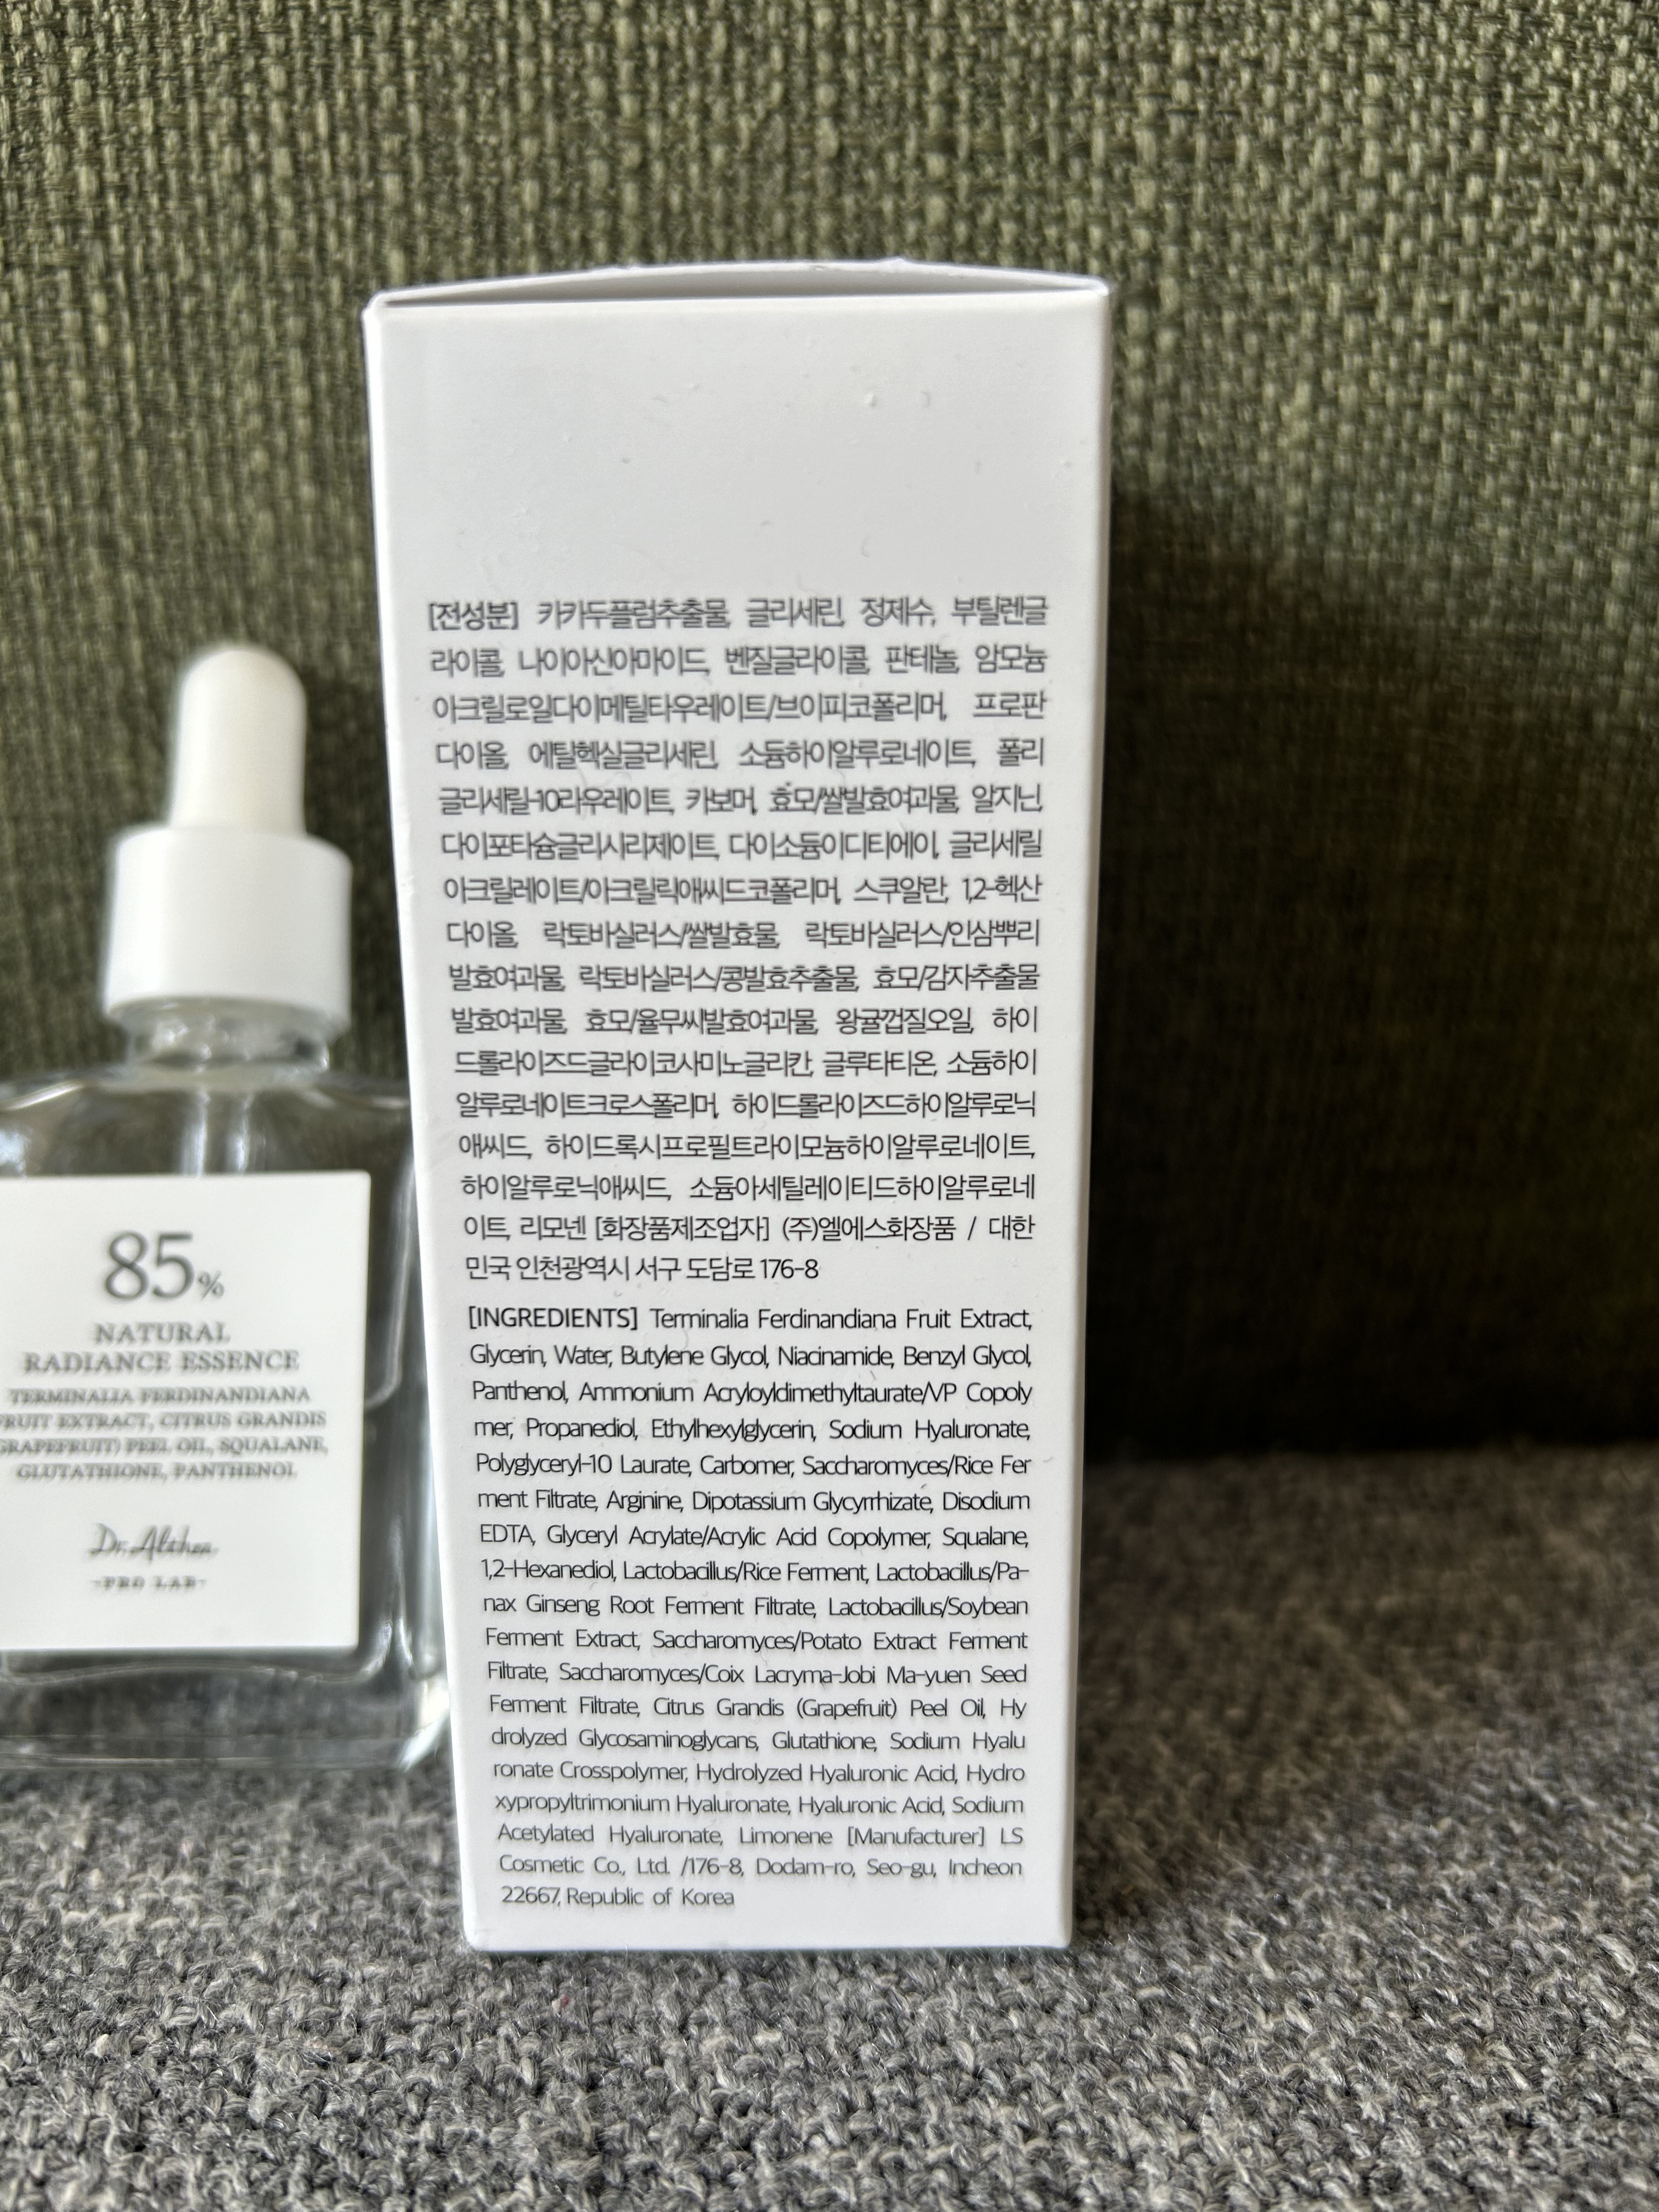 [전성분] 카카두플럼추출물, 글리세린, 정제수, 부틸렌글
라이콜, 나이아신아마이드, 벤질글라이콜, 판테놀, 암모늄
아크릴로일다이메틸타우레이트/브이피코폴리머, 프로판
다이올, 에틸헥실글리세린, 소듐하이알루로네이트, 폴리
글리세릴-10라우레이트, 카보머, 효모/쌀발효여과물, 알지닌,
다이포타슘글리시리제이트, 다이소듐이디티에이, 글리세릴
아크릴레이트/아크릴릭애씨드코폴리머, 스쿠알란, 1,2-헥산
다이올, 락토바실러스/쌀발효물, 락토바실러스/인삼뿌리
발효여과물, 락토바실러스/콩발효추출물, 효모/감자추출물
발효여과물, 효모/율무씨발효여과물, 왕귤껍질오일, 하이
드롤라이즈드글라이코사미노글리칸, 글루타티온, 소듐하이
알루로네이트크로스폴리머, 하이드롤라이즈드하이알루로닉
애씨드, 하이드록시프로필트라이모늄하이알루로네이트,
하이알루로닉애씨드, 소듐아세틸레이티드하이알루로네
이트, 리모넨 [화장품제조업자] (주)엘에스화장품 / 대한
민국 인천광역시 서구 도담로 176-8
[INGREDIENTS] Terminalia Ferdinandiana Fruit Extract,
Glycerin, Water, Butylene Glycol, Niacinamide, Benzyl Glycol,
Panthenol, Ammonium Acryloyldimethyltaurate/VP Copoly
mer, Propanediol, Ethylhexylglycerin, Sodium Hyaluronate,
Polyglyceryl-10 Laurate, Carbomer, Saccharomyces/Rice Fer
ment Filtrate, Arginine, Dipotassium Glycyrrhizate, Disodium
EDTA, Glyceryl Acrylate/Acrylic Acid Copolymer, Squalane,
1,2-Hexanediol, Lactobacillus/Rice Ferment, Lactobacillus/Pa-
nax Ginseng Root Ferment Filtrate, Lactobacillus/Soybean
Ferment Extract, Saccharomyces/Potato Extract Ferment
Filtrate, Saccharomyces/Coix Lacryma-Jobi Ma-yuen Seed
Ferment Filtrate, Citrus Grandis (Grapefruit) Peel Oil, Hy
drolyzed Glycosaminoglycans, Glutathione, Sodium Hyalu
ronate Crosspolymer, Hydrolyzed Hyaluronic Acid, Hydro
xypropyltrimonium Hyaluronate, Hyaluronic Acid, Sodium
Acetylated Hyaluronate, Limonene [Manufacturer] LS
Cosmetic Co., Ltd. /176-8, Dodam-ro, Seo-gu, Incheon
22667, Republic of Korea
85%
NATURAL
RADIANCE ESSENCE
TERMINALIA FERDINANDIANA
FRUIT EXTRACT, CITRUS GRANDIS
GRAPEFRUIT) PEEL OIL, SQUALANE,
GLUTATHIONE, PANTHENOL
Dr.Althea
-PRO LAB-